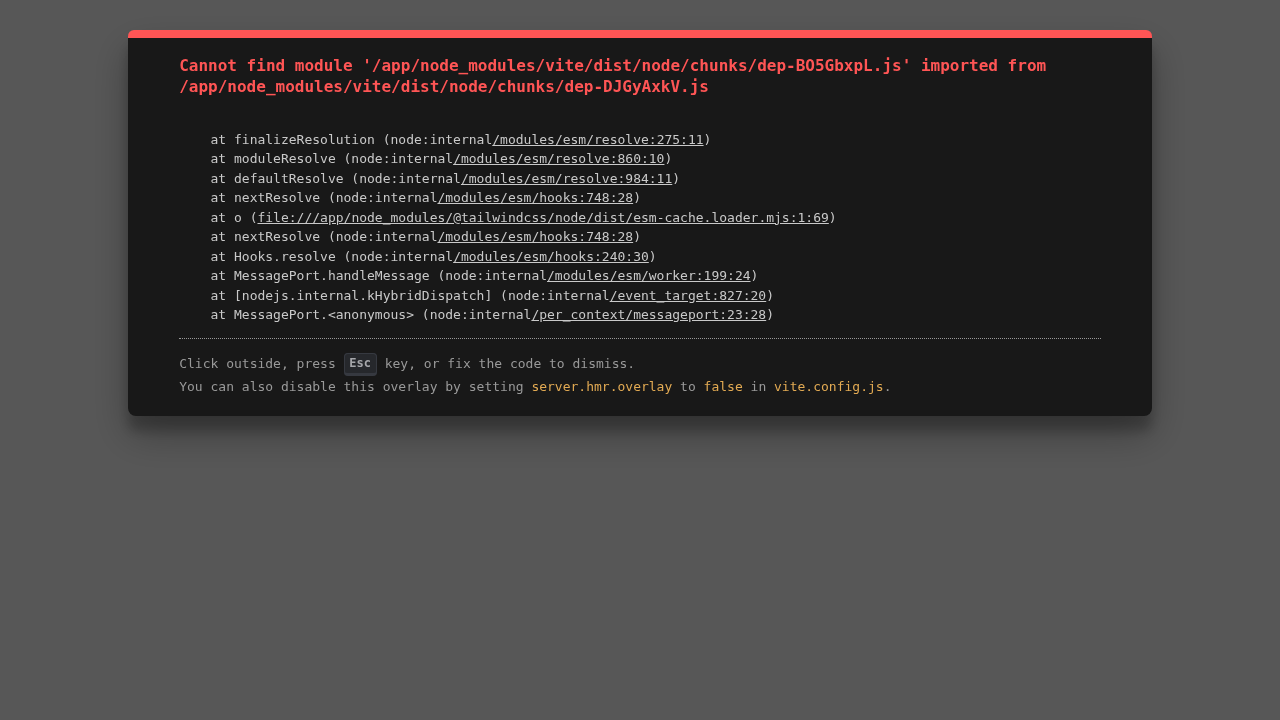 Cannot find module '/app/node_modules/vite/dist/node/chunks/dep-BO5GbxpL.js' imported from
/app/node_modules/vite/dist/node/chunks/dep-DJGyAxkV.js
at finalizeResolution (node:internal/modules/esm/resolve:275:11)
at moduleResolve (node:internal/modules/esm/resolve:860:10)
at defaultResolve (node:internal/modules/esm/resolve:984:11)
at nextResolve (node:internal/modules/esm/hooks:748:28)
at o (file:///app/node_modules/@tailwindcss/node/dist/esm-cache.loader.mjs:1:69)
at nextResolve (node:internal/modules/esm/hooks:748:28)
at Hooks.resolve (node:internal/modules/esm/hooks:240:30)
at MessagePort.handleMessage (node:internal/modules/esm/worker:199:24)
at [nodejs.internal.kHybridDispatch] (node:internal/event_target:827:20)
at MessagePort.<anonymous> (node:internal/per_context/messageport:23:28)
Click outside, press Esc key, or fix the code to dismiss.
You can also disable this overlay by setting server.hmr.overlay to false in vite.config.js.